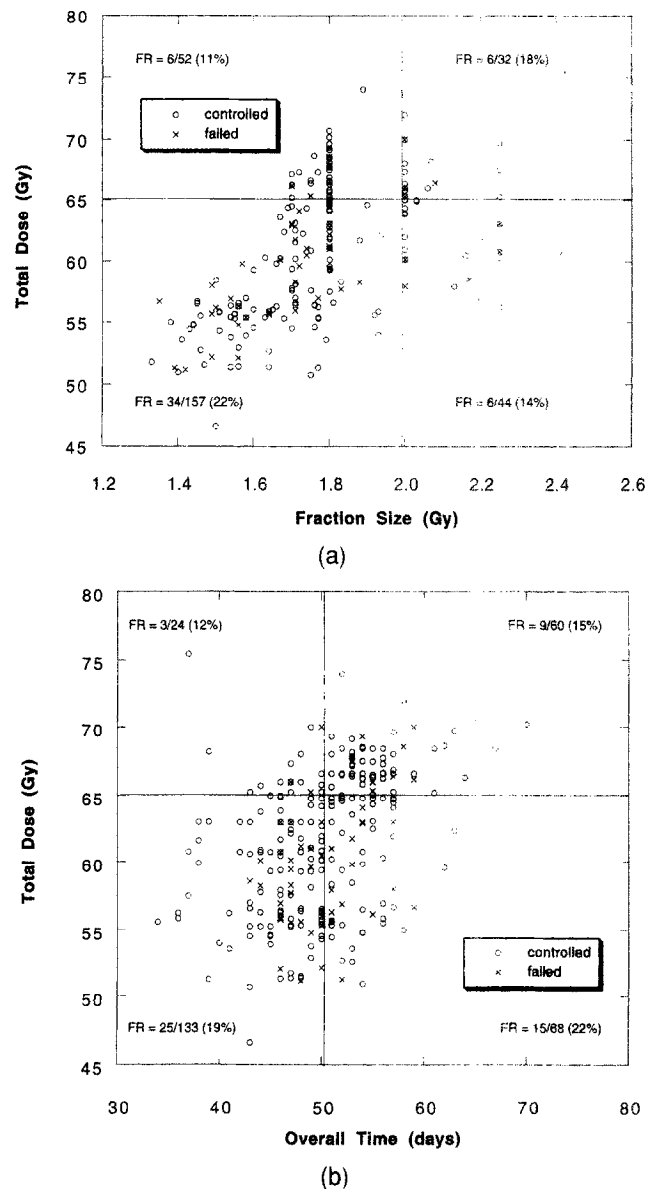 80
75
70
65
60
55
50
45
Total Dose (Gy)
FR = 6/52 (11%)
FR = 6/32 (18%)
controlled
failed
FR = 34/157 (22%)
FR = 6/44 (14%)
1.2 1.4 1.6 1.8 2.0 2.2 2.4 2.6
Fraction Size (Gy)
(a)
80
75
70
65
60
55
50
45
Total Dose (Gy)
FR = 3/24 (12%)
FR = 9/60 (15%)
controlled
failed
FR = 25/133 (19%)
FR = 15/68 (22%)
30 40 50 60 70 80
Overall Time (days)
(b)